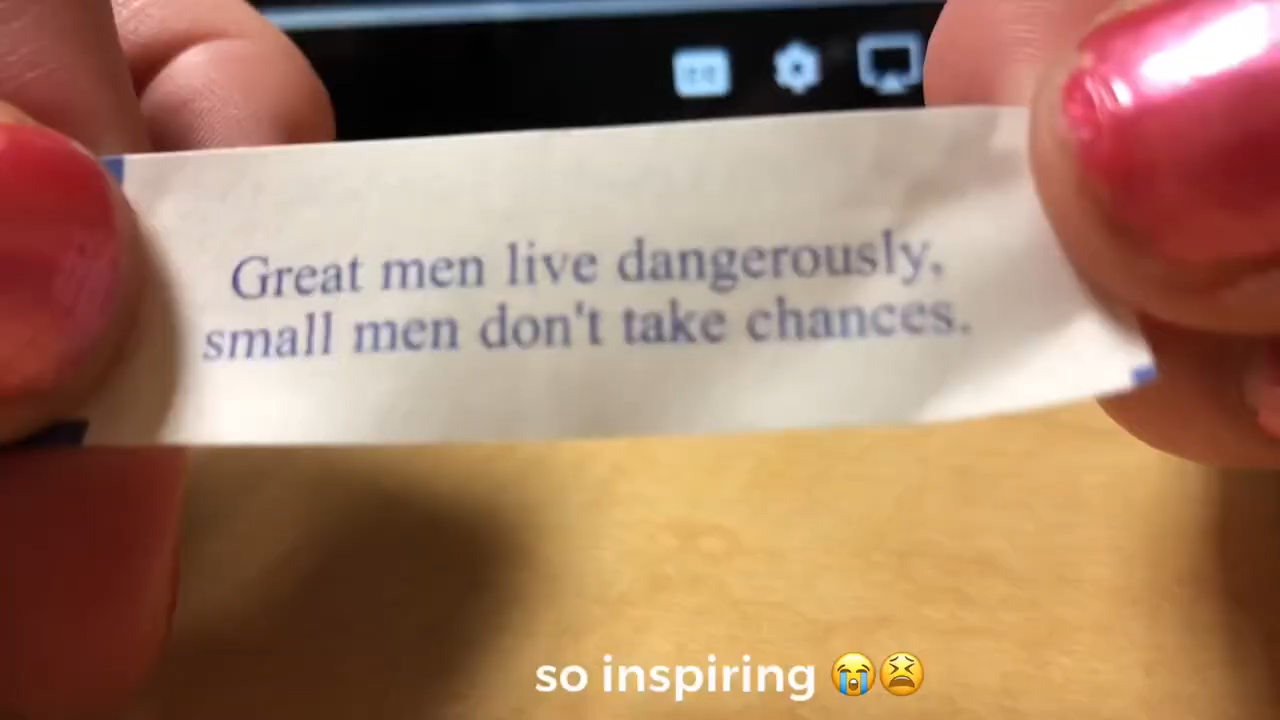 Great men live dangerously,
small men don't take chances.
so inspiring 😭😫